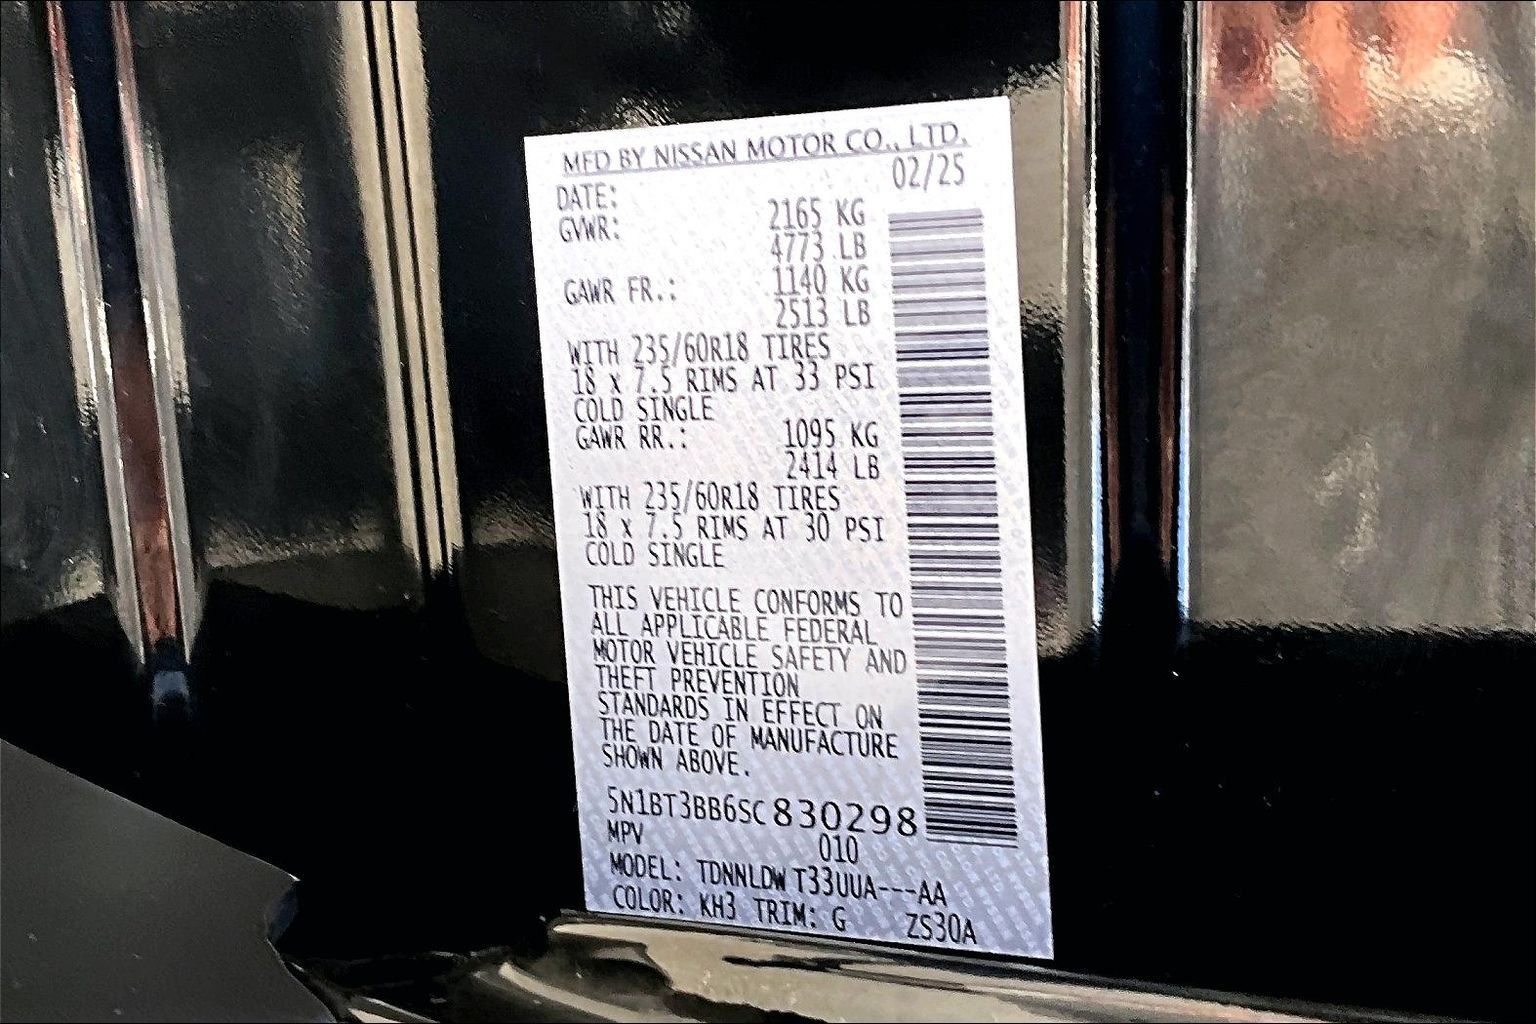 MFD BY NISSAN MOTOR CO., LTD.
DATE: 02/25
GVWR: 2165 KG
4773 LB
GAWR FR.: 1140 KG
2513 LB
WITH 235/60R18 TIRES
18 x 7.5 RIMS AT 33 PSI
COLD SINGLE
GAWR RR.: 1095 KG
2414 LB
WITH 235/60R18 TIRES
18 x 7.5 RIMS AT 30 PSI
COLD SINGLE
THIS VEHICLE CONFORMS TO
ALL APPLICABLE FEDERAL
MOTOR VEHICLE SAFETY AND
THEFT PREVENTION
STANDARDS IN EFFECT ON
THE DATE OF MANUFACTURE
SHOWN ABOVE.
5N1BT3BB6SC830298
MPV 010
MODEL: TDNNLDWT33UUA---AA
COLOR: KH3 TRIM: G ZS30A